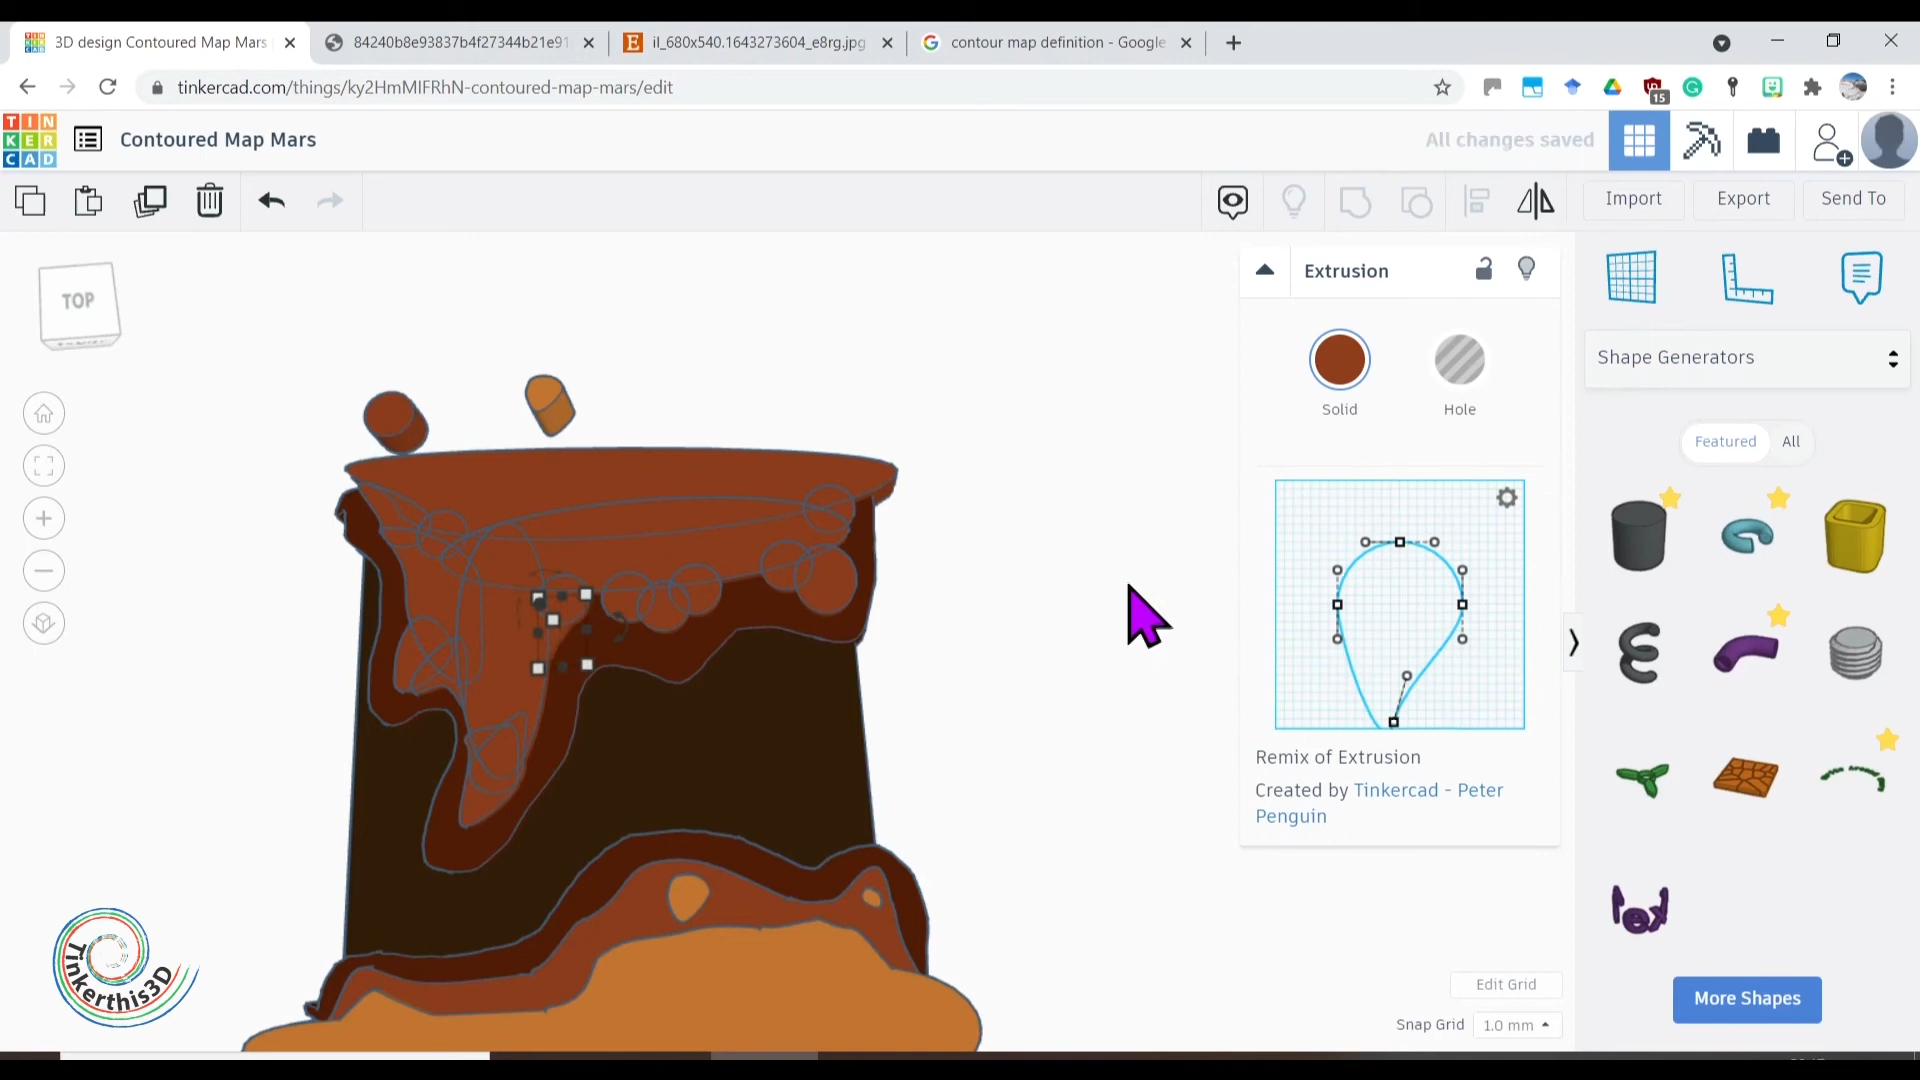 3D design Contoured Map Mars
84240b8e93837b4f27344b21e91
il_680x540.1643273604_e8rg.jpg
contour map definition - Google
tinkercad.com/things/ky2HmMIFRhN-contoured-map-mars/edit
15
TIN
KER
CAD
Contoured Map Mars
All changes saved
Import
Export
Send To
TOP
Extrusion
Solid
Hole
Shape Generators
Featured
All
Remix of Extrusion
Created by Tinkercad - Peter
Penguin
More Shapes
Edit Grid
Snap Grid
1.0 mm
Tinkerthis3D